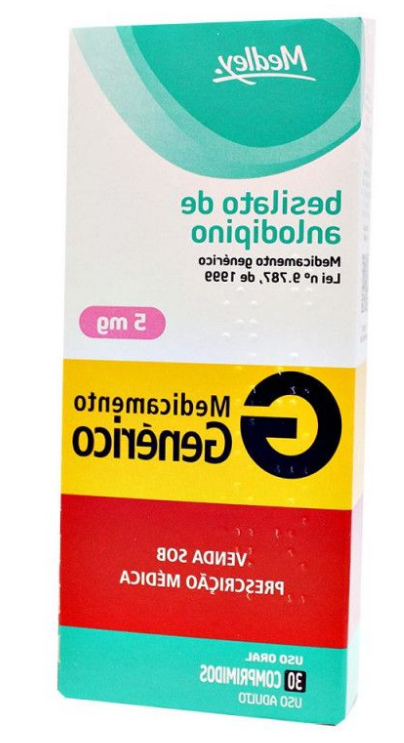 Medley.
besilato de
anlodipino
Medicamento genérico
Lei nº 9.787, de 1999
5 mg
G
Medicamento
Genérico
VENDA SOB
PRESCRIÇÃO MÉDICA
USO ORAL
30 COMPRIMIDOS
USO ADULTO